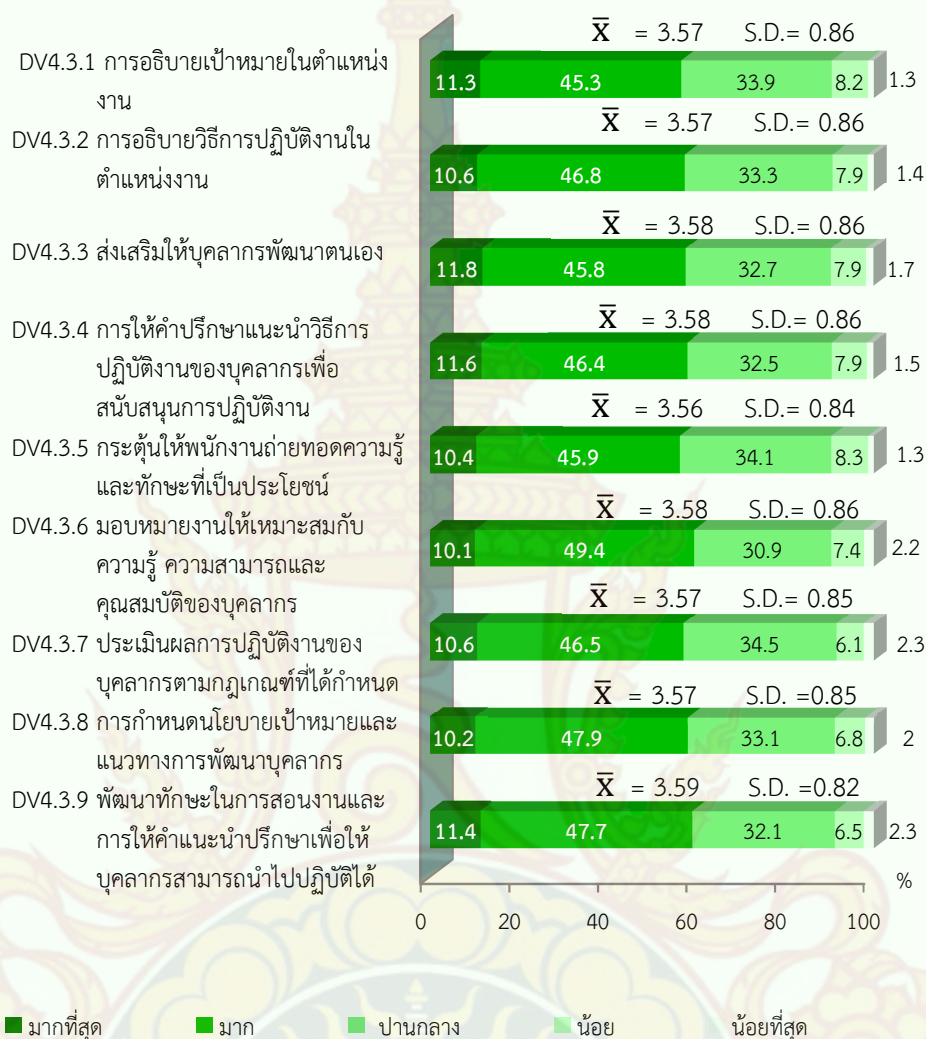 x̄ = 3.57 S.D.= 0.86
DV4.3.1 การอธิบายเป้าหมายในตำแหน่ง
งาน
11.3 45.3 33.9 8.2 1.3
x̄ = 3.57 S.D.= 0.86
DV4.3.2 การอธิบายวิธีการปฏิบัติงานใน
ตำแหน่งงาน
10.6 46.8 33.3 7.9 1.4
x̄ = 3.58 S.D.= 0.86
DV4.3.3 ส่งเสริมให้บุคลากรพัฒนาตนเอง
11.8 45.8 32.7 7.9 1.7
x̄ = 3.58 S.D.= 0.86
DV4.3.4 การให้คำปรึกษาแนะนำวิธีการ
ปฏิบัติงานของบุคลากรเพื่อ
สนับสนุนการปฏิบัติงาน
11.6 46.4 32.5 7.9 1.5
x̄ = 3.56 S.D.= 0.84
DV4.3.5 กระตุ้นให้พนักงานถ่ายทอดความรู้
และทักษะที่เป็นประโยชน์
10.4 45.9 34.1 8.3 1.3
x̄ = 3.58 S.D.= 0.86
DV4.3.6 มอบหมายงานให้เหมาะสมกับ
ความรู้ ความสามารถและ
คุณสมบัติของบุคลากร
10.1 49.4 30.9 7.4 2.2
x̄ = 3.57 S.D.= 0.85
DV4.3.7 ประเมินผลการปฏิบัติงานของ
บุคลากรตามกฎเกณฑ์ที่ได้กำหนด
10.6 46.5 34.5 6.1 2.3
x̄ = 3.57 S.D. =0.85
DV4.3.8 การกำหนดนโยบายเป้าหมายและ
แนวทางการพัฒนาบุคลากร
10.2 47.9 33.1 6.8 2
x̄ = 3.59 S.D. =0.82
DV4.3.9 พัฒนาทักษะในการสอนงานและ
การให้คำแนะนำปรึกษาเพื่อให้
บุคลากรสามารถนำไปปฏิบัติได้
11.4 47.7 32.1 6.5 2.3
%
0 20 40 60 80 100
มากที่สุด มาก ปานกลาง น้อย น้อยที่สุด